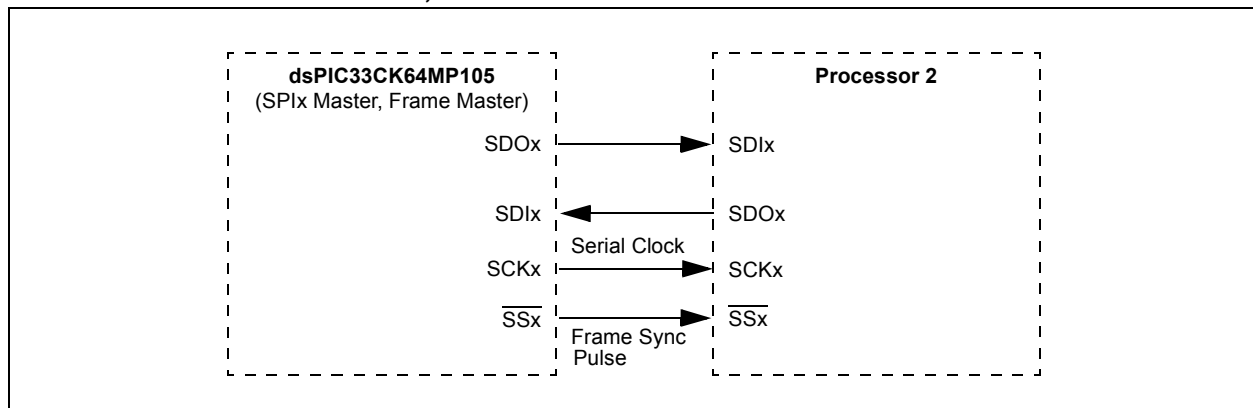 dsPIC33CK64MP105
(SPIx Master, Frame Master)
Processor 2
SDOx
SDIx
SDIx
SDOx
Serial Clock
SCKx
SCKx
SSx
SSx
Frame Sync
Pulse